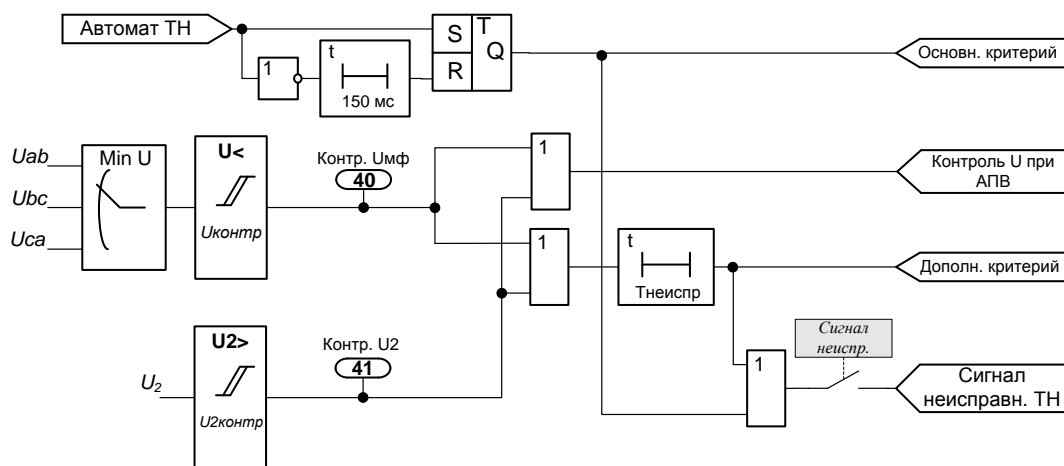 Автомат ТН
1
t
150 мс
S
R
T
Q
Основн. критерий
Uab
Ubc
Uca
Min U
U<
Uконтр
Контр. Uмф
40
1
Контроль U при
АПВ
1
t
Тнеиспр
Дополн. критерий
U2
U2>
U2контр
Контр. U2
41
1
Сигнал
неиспр.
Сигнал
неисправн. ТН